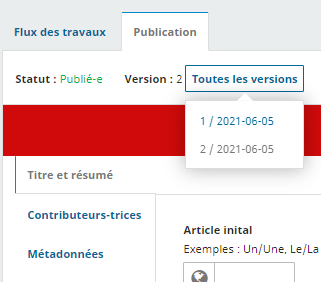 Flux des travaux Publication
Statut : Publié-e Version : 2 Toutes les versions
1 / 2021-06-05
2 / 2021-06-05
Titre et résumé
Contributeurs-trices
Métadonnées
Article inital
Exemples : Un/Une, Le/La